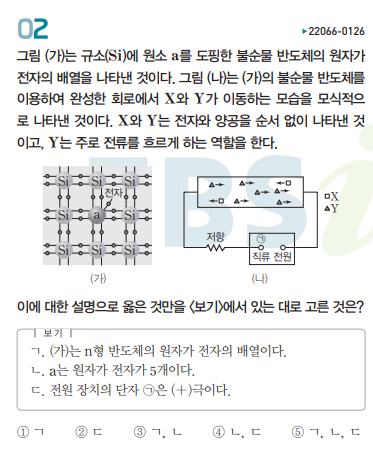 02
▶22066-0126
그림 (가)는 규소(Si)에 원소 a를 도핑한 불순물 반도체의 원자가
전자의 배열을 나타낸 것이다. 그림 (나)는 (가)의 불순물 반도체를
이용하여 완성한 회로에서 X와 Y가 이동하는 모습을 모식적으
로 나타낸 것이다. X와 Y는 전자와 양공을 순서 없이 나타낸 것
이고, Y는 주로 전류를 흐르게 하는 역할을 한다.
EBSi
Si Si Si
전자
Si a Si
Si Si Si
(가)
□X
▲Y
저항
㉠
직류 전원
(나)
이에 대한 설명으로 옳은 것만을 <보기>에서 있는 대로 고른 것은?
보기
ㄱ. (가)는 n형 반도체의 원자가 전자의 배열이다.
ㄴ. a는 원자가 전자가 5개이다.
ㄷ. 전원 장치의 단자 ㉠은 (+)극이다.
① ㄱ ② ㄷ ③ ㄱ, ㄴ ④ ㄴ, ㄷ ⑤ ㄱ, ㄴ, ㄷ